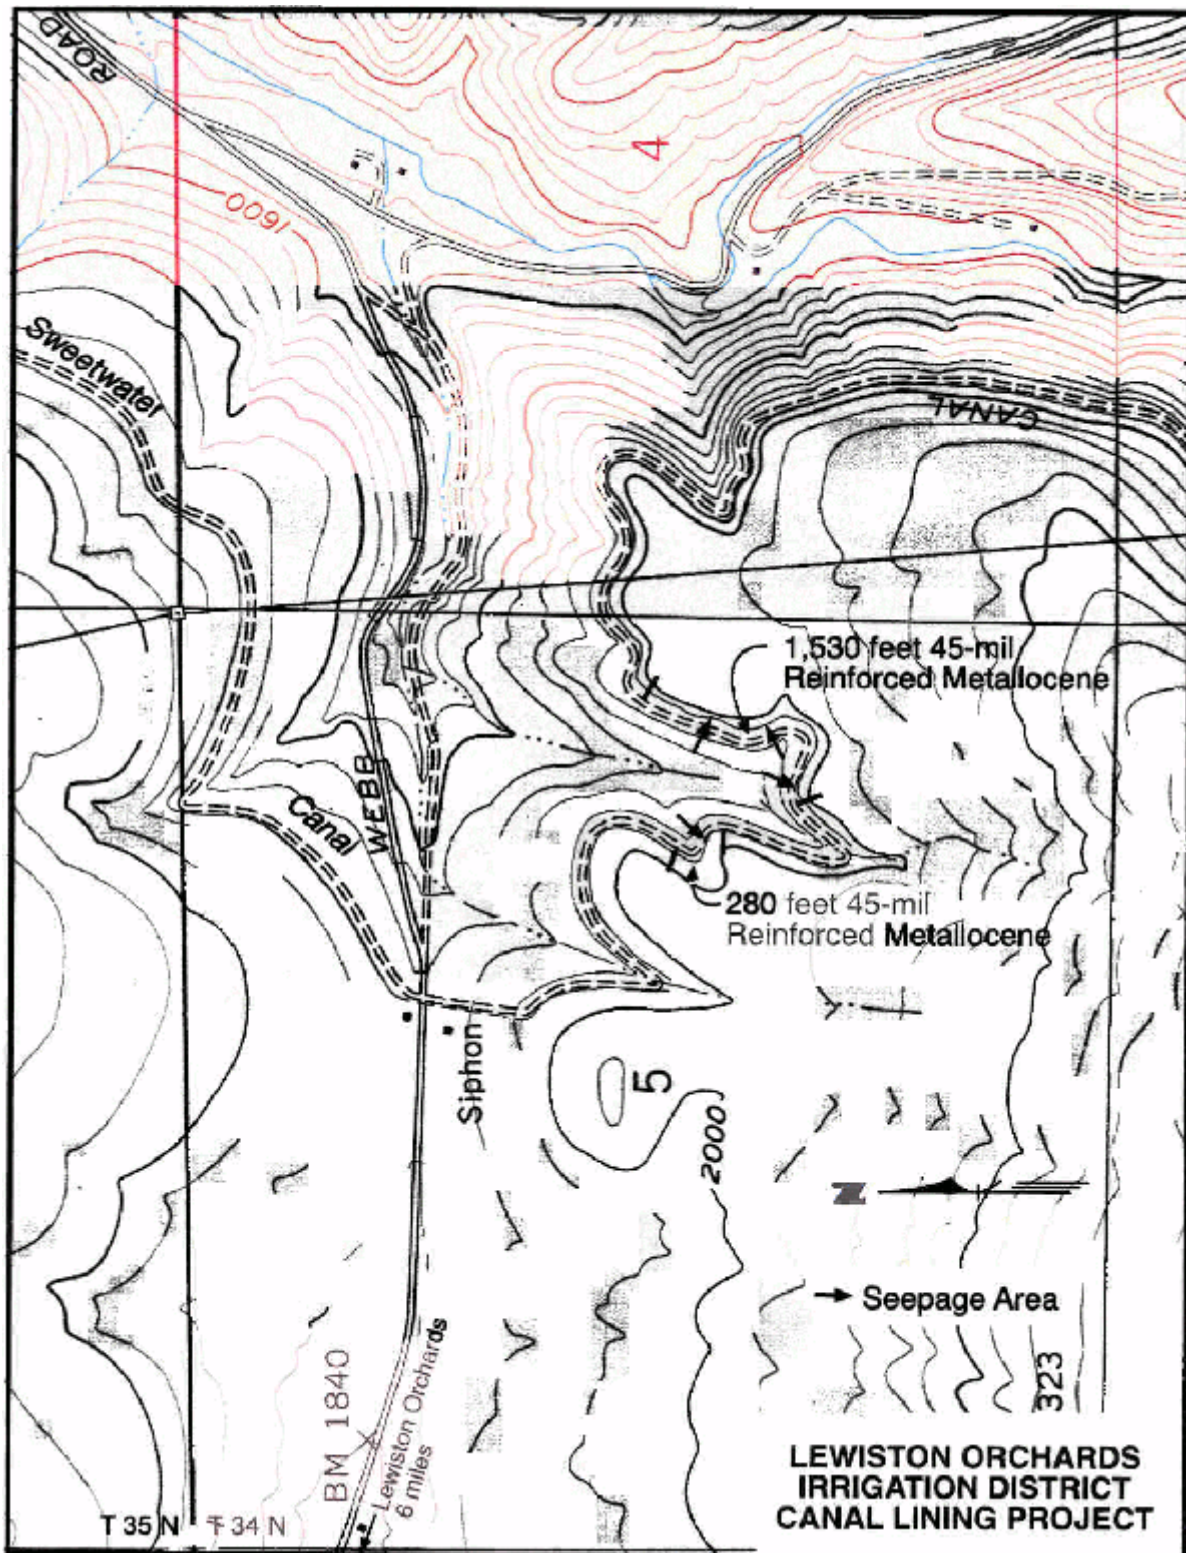 ROAD
4
1600
Sweetwater
CANAL
1,530 feet 45-mil
Reinforced Metallocene
WEBB
Canal
280 feet 45-mil
Reinforced Metallocene
Siphon
5
2000
N
Seepage Area
323
BM 1840
Lewiston Orchards
6 miles
T 35 N
T 34 N
LEWISTON ORCHARDS
IRRIGATION DISTRICT
CANAL LINING PROJECT